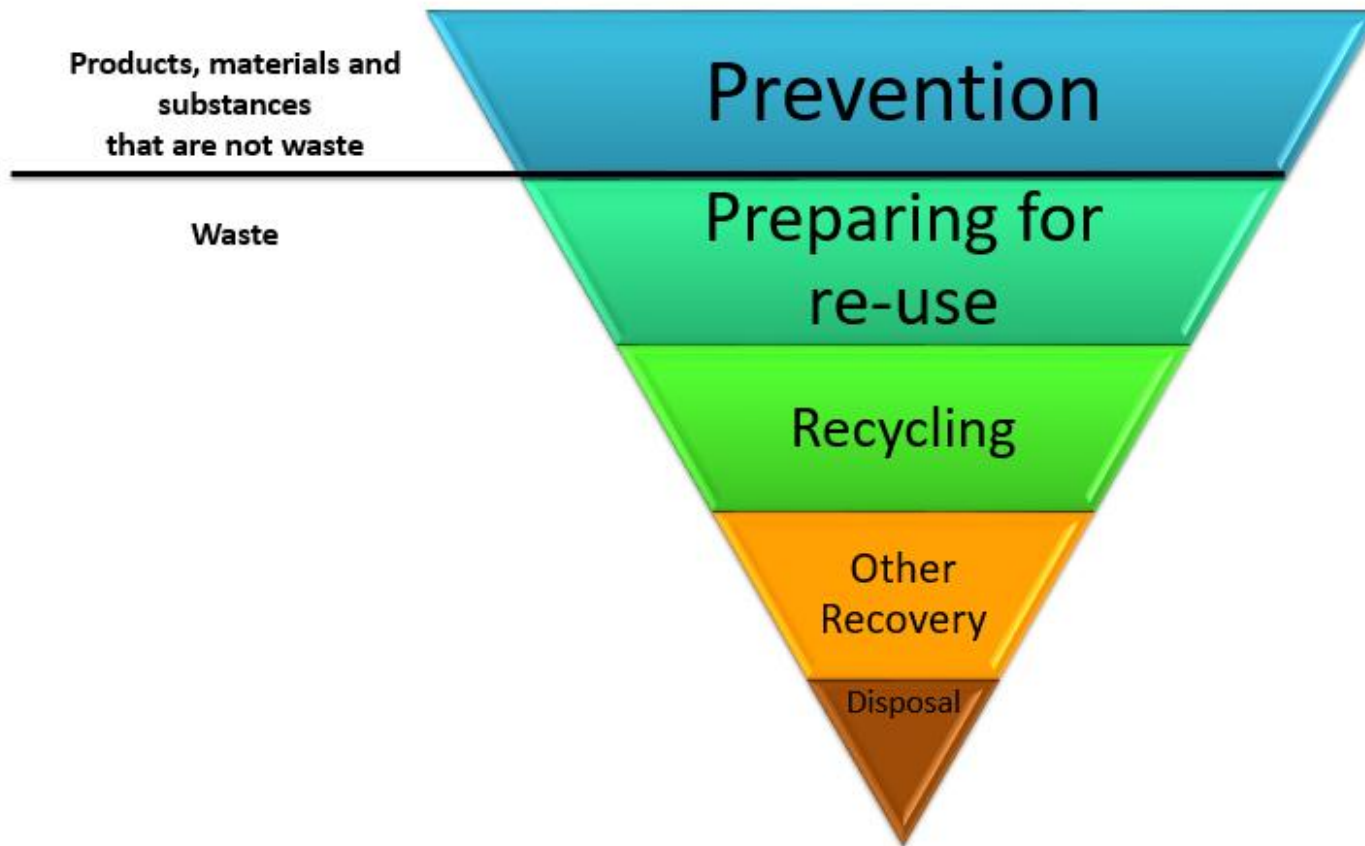 Products, materials and
substances
that are not waste
Waste
Prevention
Preparing for
re-use
Recycling
Other
Recovery
Disposal